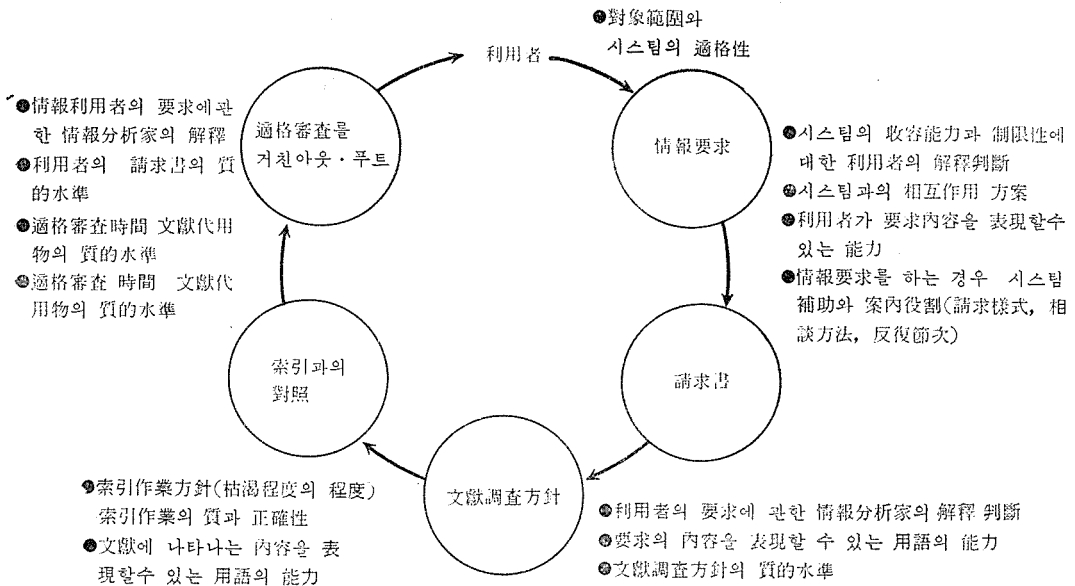 ●對象範圍와
시스팀의 適格性
利用者
情報要求
●시스팀의 收容能力과 制限性에
대한 利用者의 解釋判斷
●시스팀과의 相互作用 方案
●利用者가 要求內容을 表現할수
있는 能力
●情報要求를 하는 경우 시스팀
補助와 案內役割(請求樣式, 相
談方法, 反復節次)
請求書
●利用者의 要求에 관한 情報分析家의 解釋 判斷
●要求의 內容을 表現할 수 있는 用語의 能力
●文獻調査方針의 質的水準
文獻調査方針
●索引作業方針(枯渴程度의 程度)
索引作業의 質과 正確性
●文獻에 나타나는 內容을 表
現할수 있는 用語의 能力
索引과의
對照
●情報利用者의 要求에관
한 情報分析家의 解釋
●利用者의 請求書의 質
的水準
●適格審査時間 文獻代用
物의 質的水準
●適格審査 時間 文獻代
用物의 質的水準
適格審査를
거친아웃·푸트